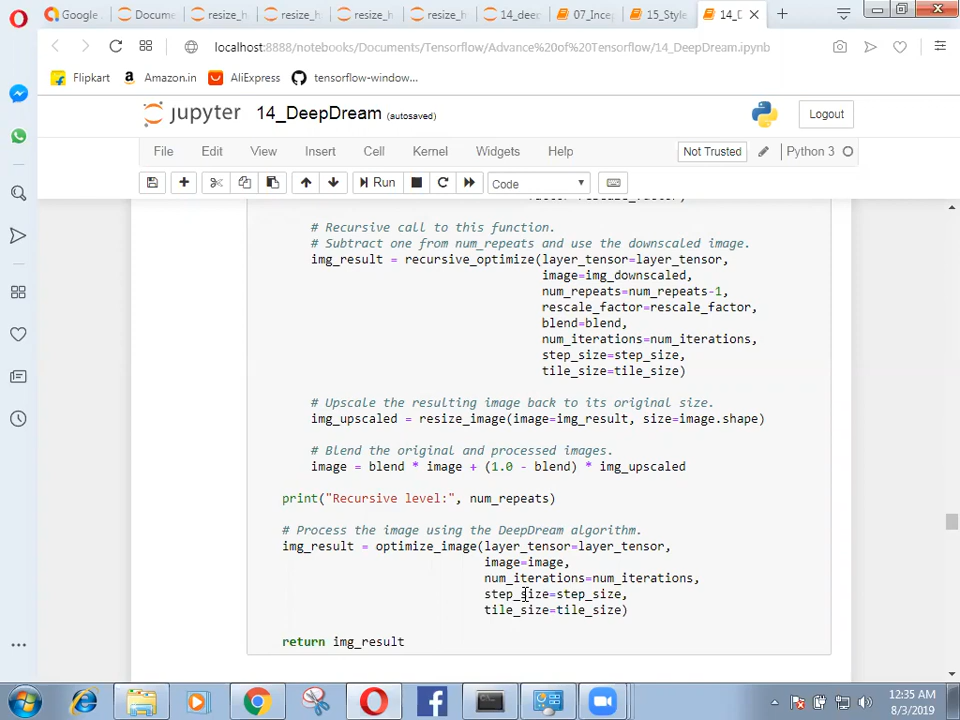 Google
Docume
resize_
resize_h
resize_h
resize_h
14_deep
07_Ince
15_Style
14_D
localhost:8888/notebooks/Documents/Tensorflow/Advance%20of%20Tensorflow/14_DeepDream.ipynb
Flipkart
Amazon.in
AliExpress
tensorflow-window...
jupyter
14_DeepDream (autosaved)
Logout
File
Edit
View
Insert
Cell
Kernel
Widgets
Help
Not Trusted
Python 3
Run
Code
# Recursive call to this function.
# Subtract one from num_repeats and use the downscaled image.
img_result = recursive_optimize(layer_tensor=layer_tensor,
image=img_downscaled,
num_repeats=num_repeats-1,
rescale_factor=rescale_factor,
blend=blend,
num_iterations=num_iterations,
step_size=step_size,
tile_size=tile_size)
# Upscale the resulting image back to its original size.
img_upscaled = resize_image(image=img_result, size=image.shape)
# Blend the original and processed images.
image = blend * image + (1.0 - blend) * img_upscaled
print("Recursive level:", num_repeats)
# Process the image using the DeepDream algorithm.
img_result = optimize_image(layer_tensor=layer_tensor,
image=image,
num_iterations=num_iterations,
step_size=step_size,
tile_size=tile_size)
return img_result
12:35 AM
8/3/2019